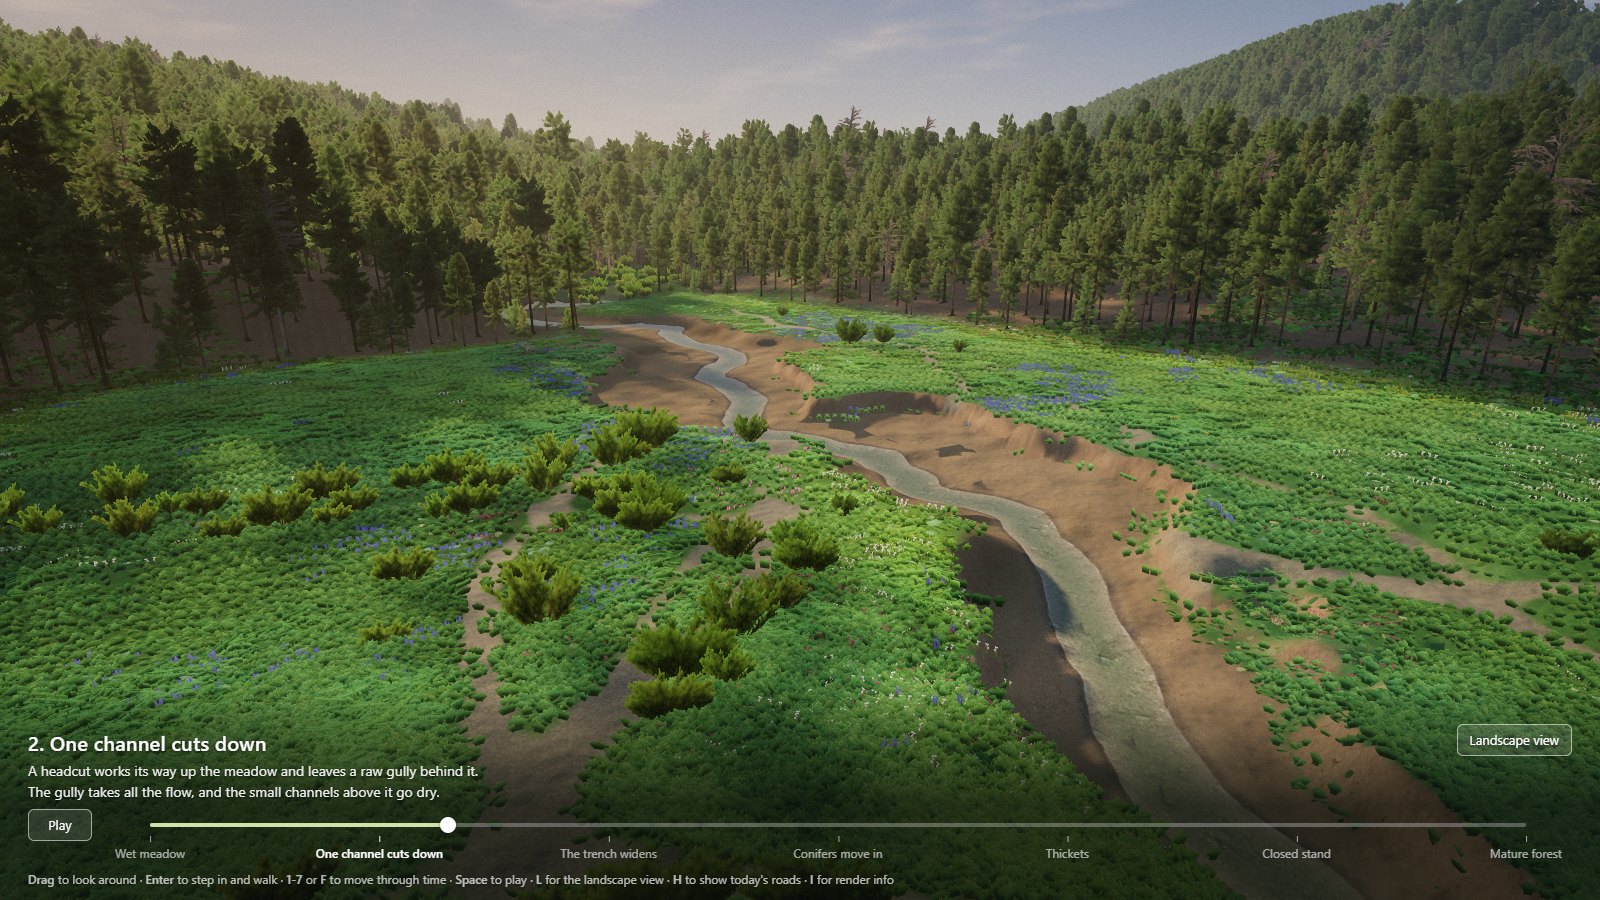 2. One channel cuts down
A headcut works its way up the meadow and leaves a raw gully behind it.
The gully takes all the flow, and the small channels above it go dry.
Landscape view
Play
Wet meadow
One channel cuts down
The trench widens
Conifers move in
Thickets
Closed stand
Mature forest
Drag to look around · Enter to step in and walk · 1-7 or F to move through time · Space to play · L for the landscape view · H to show today's roads · I for render info